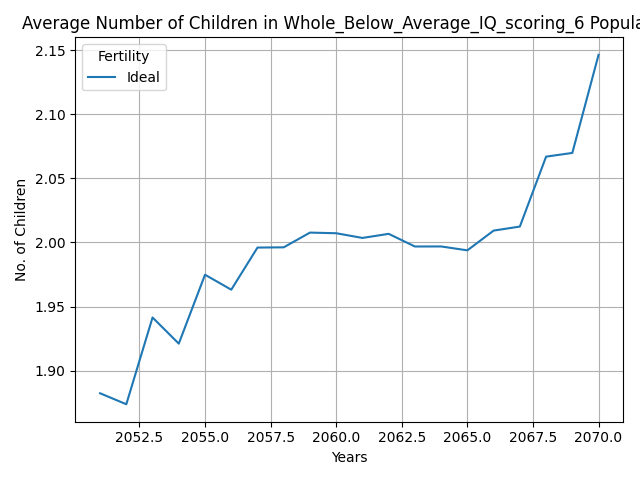 Average Number of Children in Whole_Below_Average_IQ_scoring_6 Popula
Fertility
Ideal
2.15
2.10
2.05
2.00
1.95
1.90
No. of Children
2052.5 2055.0 2057.5 2060.0 2062.5 2065.0 2067.5 2070.0
Years